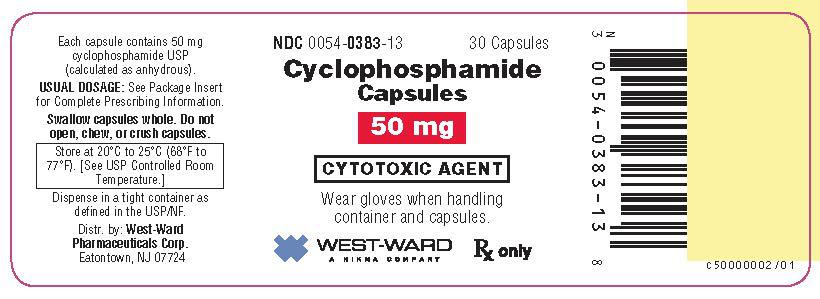 Each capsule contains 50 mg
cyclophosphamide USP
(calculated as anhydrous).
USUAL DOSAGE: See Package Insert
for Complete Prescribing Information.
Swallow capsules whole. Do not
open, chew, or crush capsules.
Store at 20°C to 25°C (68°F to
77°F). [See USP Controlled Room
Temperature.]
Dispense in a tight container as
defined in the USP/NF.
Distr. by: West-Ward
Pharmaceuticals Corp.
Eatontown, NJ 07724
NDC 0054-0383-13 30 Capsules
Cyclophosphamide
Capsules
50 mg
CYTOTOXIC AGENT
Wear gloves when handling
container and capsules.
WEST-WARD
A HIKMA COMPANY
Rx only
N
3 0054-0383-13 8
c50000002/01